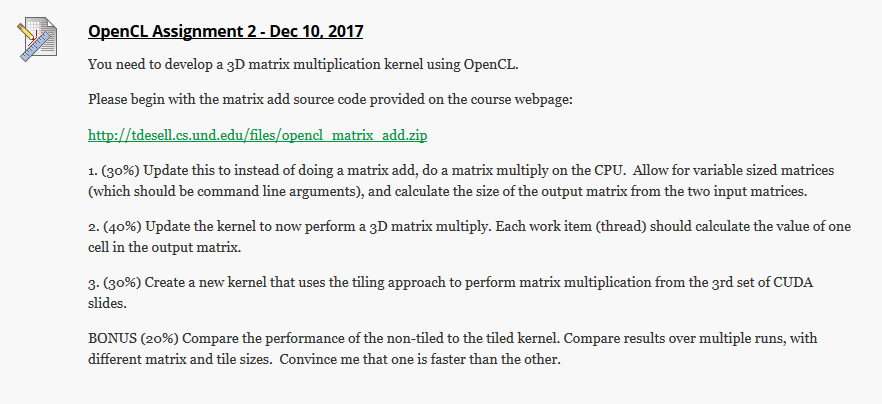 OpenCL Assignment 2 - Dec 10, 2017
You need to develop a 3D matrix multiplication kernel using OpenCL.
Please begin with the matrix add source code provided on the course webpage:
http://tdesell.cs.und.edu/files/opencl_matrix_add.zip
1. (30%) Update this to instead of doing a matrix add, do a matrix multiply on the CPU.  Allow for variable sized matrices
(which should be command line arguments), and calculate the size of the output matrix from the two input matrices.
2. (40%) Update the kernel to now perform a 3D matrix multiply. Each work item (thread) should calculate the value of one
cell in the output matrix.
3. (30%) Create a new kernel that uses the tiling approach to perform matrix multiplication from the 3rd set of CUDA
slides.
BONUS (20%) Compare the performance of the non-tiled to the tiled kernel. Compare results over multiple runs, with
different matrix and tile sizes.  Convince me that one is faster than the other.